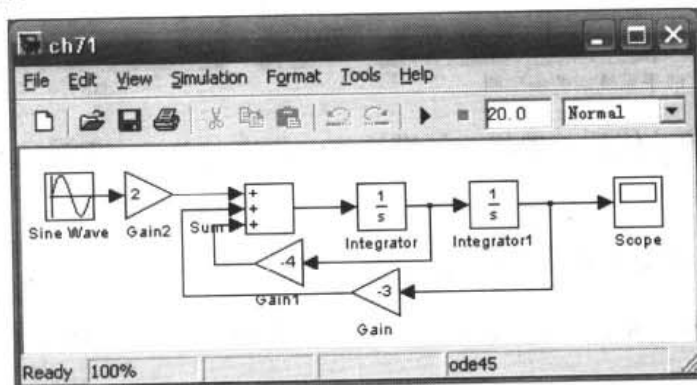 ch71
File Edit View Simulation Format Tools Help
20.0 Normal
2
+
+
+
1
s
1
s
Sine Wave Gain2 Sum Integrator Integrator1 Scope
-4
Gain1
-3
Gain
Ready 100% ode45